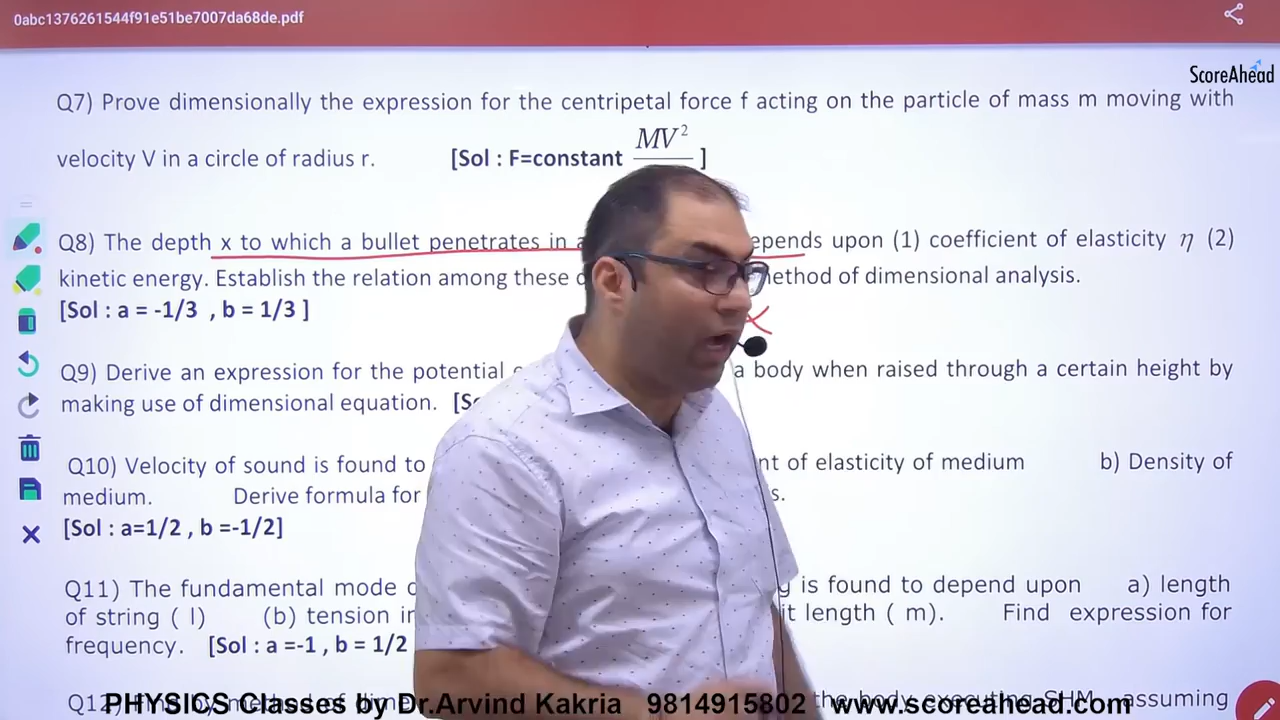 0abc1376261544f91e51be7007da68de.pdf
ScoreAhead
Q7) Prove dimensionally the expression for the centripetal force f acting on the particle of mass m moving with
velocity V in a circle of radius r. [Sol : F=constant MV² ]
Q8) The depth x to which a bullet penetrates in depends upon (1) coefficient of elasticity η (2)
kinetic energy. Establish the relation among these method of dimensional analysis.
[Sol : a = -1/3 , b = 1/3 ]
x
Q9) Derive an expression for the potential a body when raised through a certain height by
making use of dimensional equation.
Q10) Velocity of sound is found to of elasticity of medium b) Density of
medium. Derive formula for
[Sol : a=1/2 , b =-1/2]
Q11) The fundamental mode is found to depend upon a) length
of string ( l) (b) tension in length ( m). Find expression for
frequency. [Sol : a =-1 , b = 1/2
the body executing SHM assuming
PHYSICS Classes by Dr.Arvind Kakria 9814915802 www.scoreahead.com